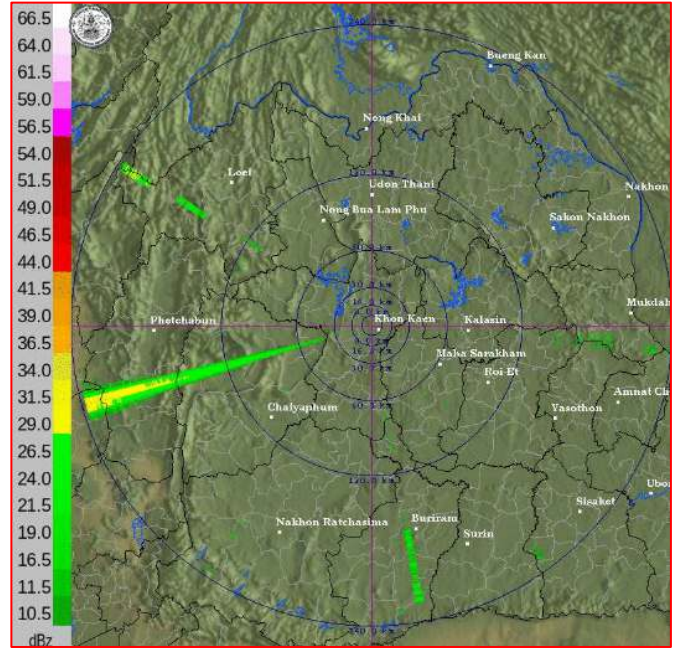 66.5
64.0
61.5
59.0
56.5
54.0
51.5
49.0
46.5
44.0
41.5
39.0
36.5
34.0
31.5
29.0
26.5
24.0
21.5
19.0
16.5
11.5
10.5
dBz
Bueng Kan
Nong Khai
Loei
Udon Thani
Nakhon
Nong Bua Lam Phu
Sakon Nakhon
Mukdah
Phetchabun
Khon Kaen
Kalasin
Maha Sarakham
Roi Et
Amnat Ch
Chaiyaphum
Yasothon
120.0 km
Ubo
Sisaket
Buriram
Nakhon Ratchasima
Surin